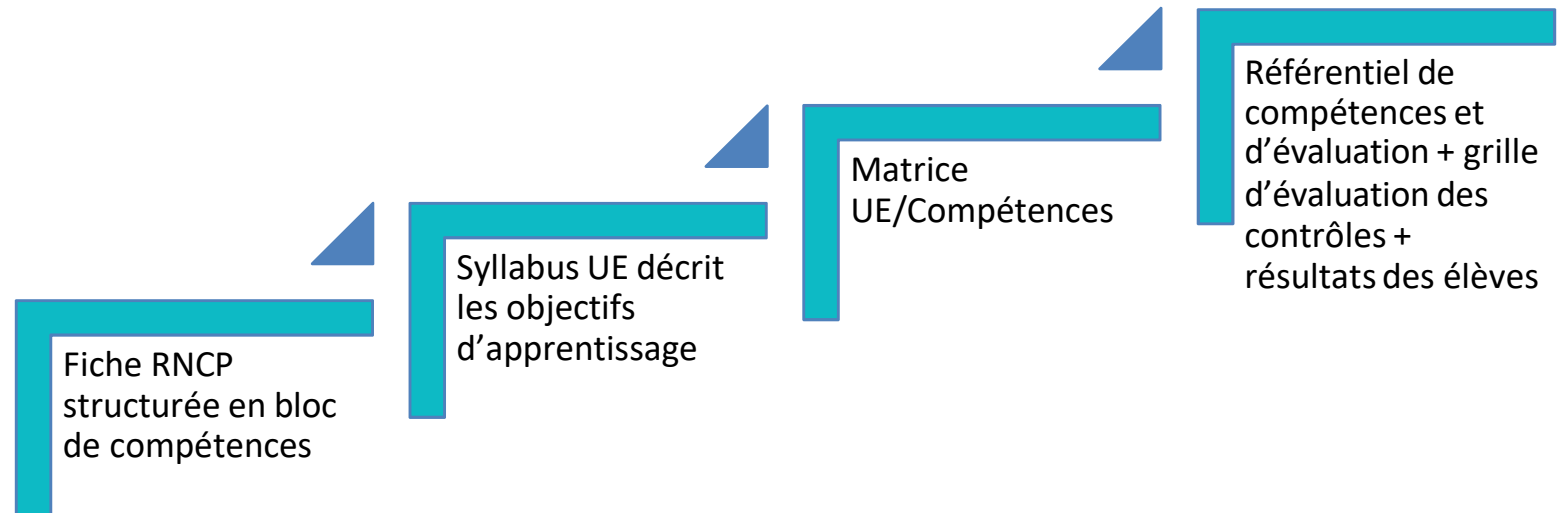 Fiche RNCP
structurée en bloc
de compétences
Syllabus UE décrit
les objectifs
d’apprentissage
Matrice
UE/Compétences
Référentiel de
compétences et
d’évaluation + grille
d’évaluation des
contrôles +
résultats des élèves